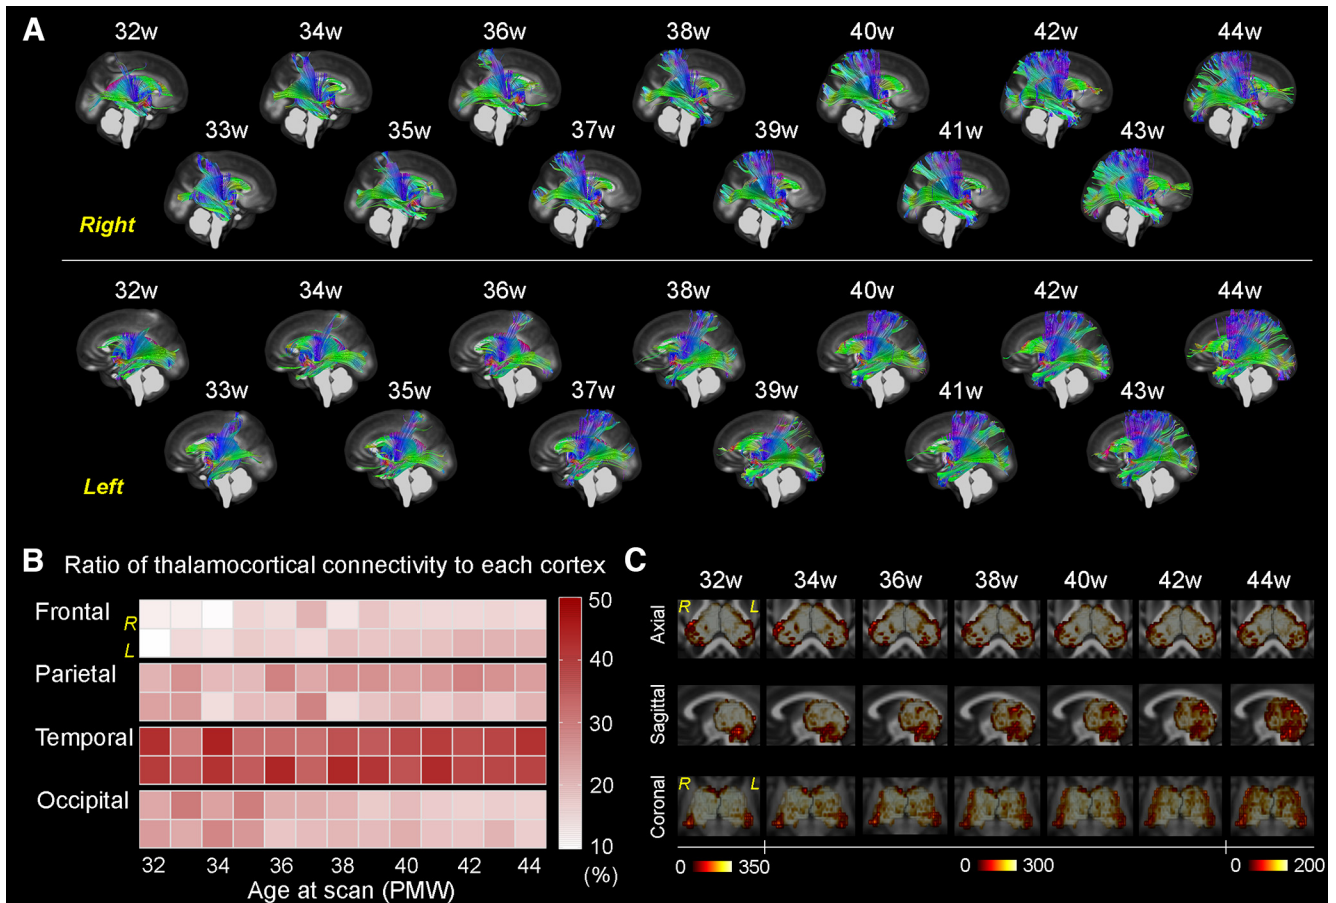 A
32w 34w 36w 38w 40w 42w 44w
33w 35w 37w 39w 41w 43w
Right
32w 34w 36w 38w 40w 42w 44w
33w 35w 37w 39w 41w 43w
Left
B Ratio of thalamocortical connectivity to each cortex
Frontal
R
L
Parietal
Temporal
Occipital
50
40
30
20
10
(%)
32 34 36 38 40 42 44
Age at scan (PMW)
C
32w 34w 36w 38w 40w 42w 44w
Axial
R L
Sagittal
Coronal
R L
0 350 0 300 0 200